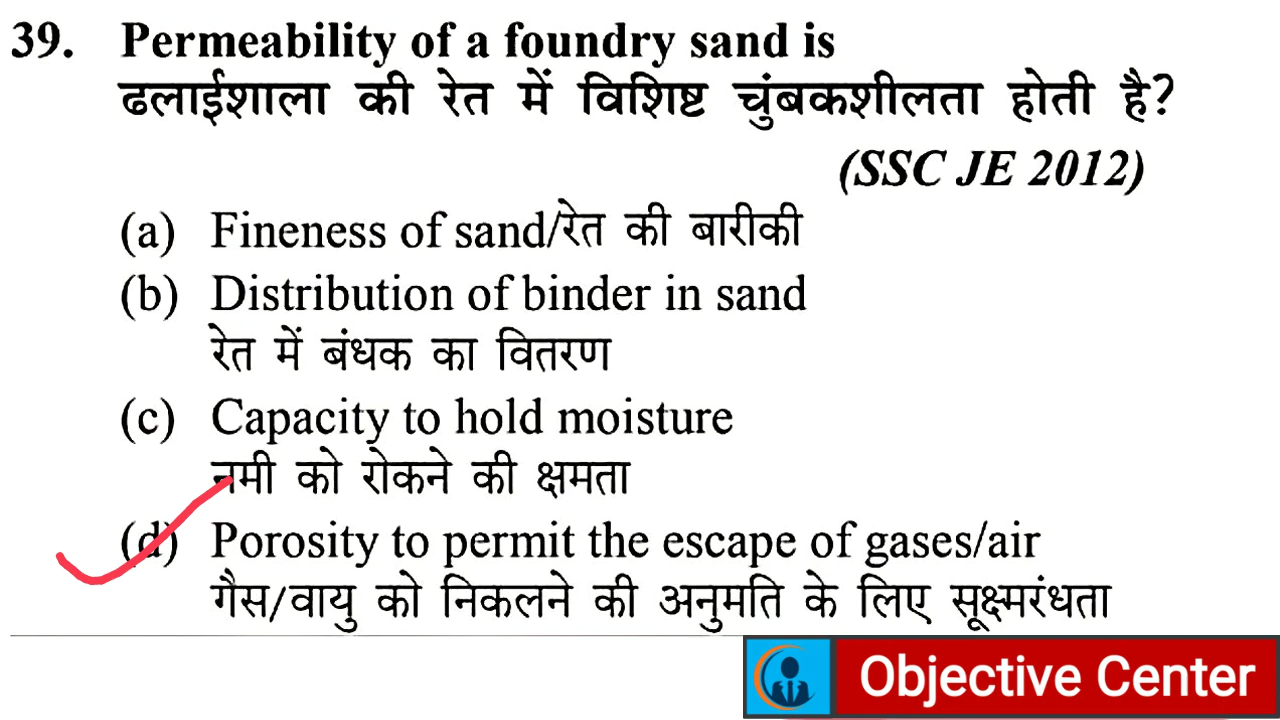 39. Permeability of a foundry sand is
ढलाईशाला की रेत में विशिष्ट चुंबकशीलता होती है?
(SSC JE 2012)
(a) Fineness of sand/रेत की बारीकी
(b) Distribution of binder in sand
रेत में बंधक का वितरण
(c) Capacity to hold moisture
नमी को रोकने की क्षमता
(d) Porosity to permit the escape of gases/air
गैस/वायु को निकलने की अनुमति के लिए सूक्ष्मरंधता
Objective Center